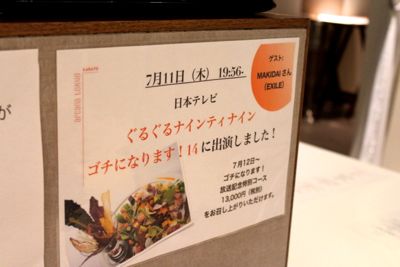 7月11日（木） 19:56-
日本テレビ
ぐるぐるナインティナイン
ゴチになります！14に出演しました！
ゲスト:
MAKIDAIさん
（EXILE）
7月12日〜
ゴチになります！
放送記念特別コース
13,000円（税別）
をお召し上がりいただけます。
が